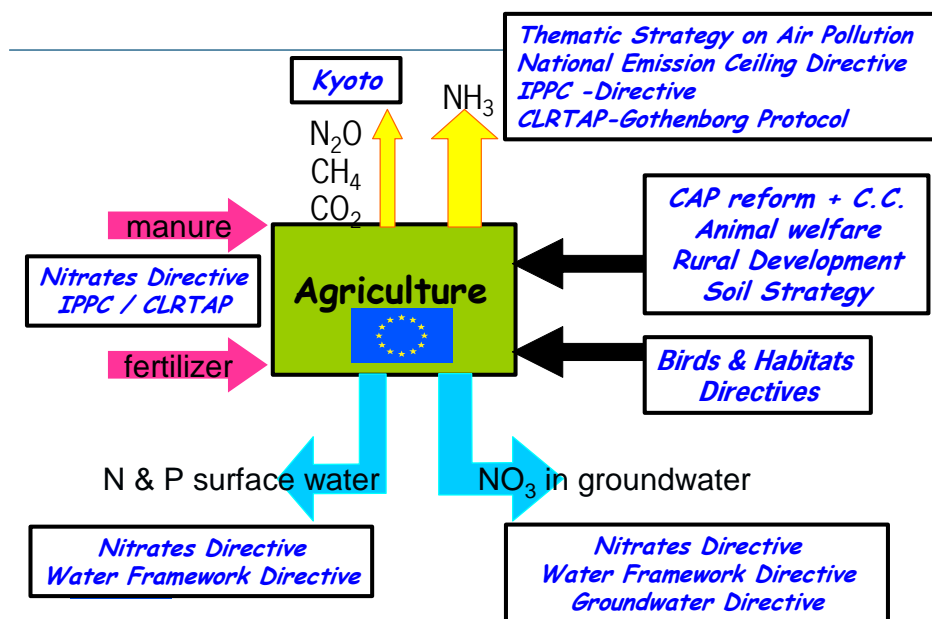 Thematic Strategy on Air Pollution
National Emission Ceiling Directive
IPPC -Directive
CLRTAP-Gothenborg Protocol
Kyoto
NH3
N2O
CH4
CO2
manure
CAP reform + C.C.
Animal welfare
Rural Development
Soil Strategy
Nitrates Directive
IPPC / CLRTAP
Agriculture
fertilizer
Birds & Habitats
Directives
N & P surface water
NO3 in groundwater
Nitrates Directive
Water Framework Directive
Nitrates Directive
Water Framework Directive
Groundwater Directive